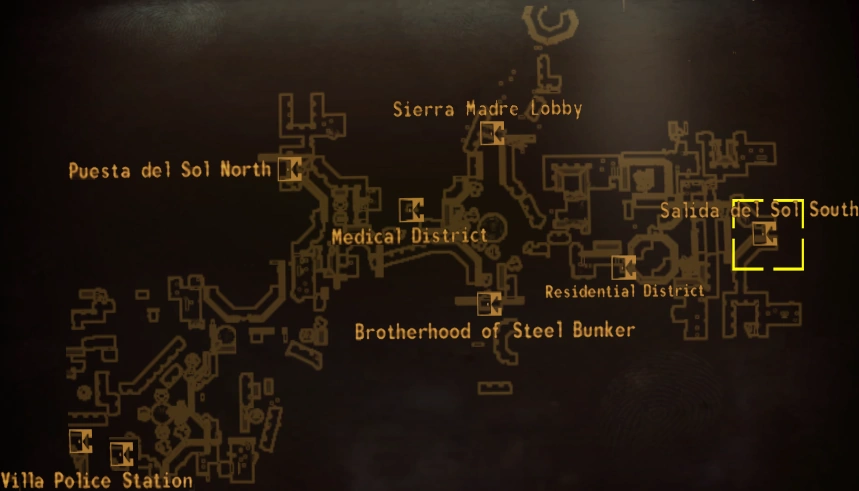 Sierra Madre Lobby
Puesta del Sol North
Salida del Sol South
Medical District
Residential District
Brotherhood of Steel Bunker
Villa Police Station